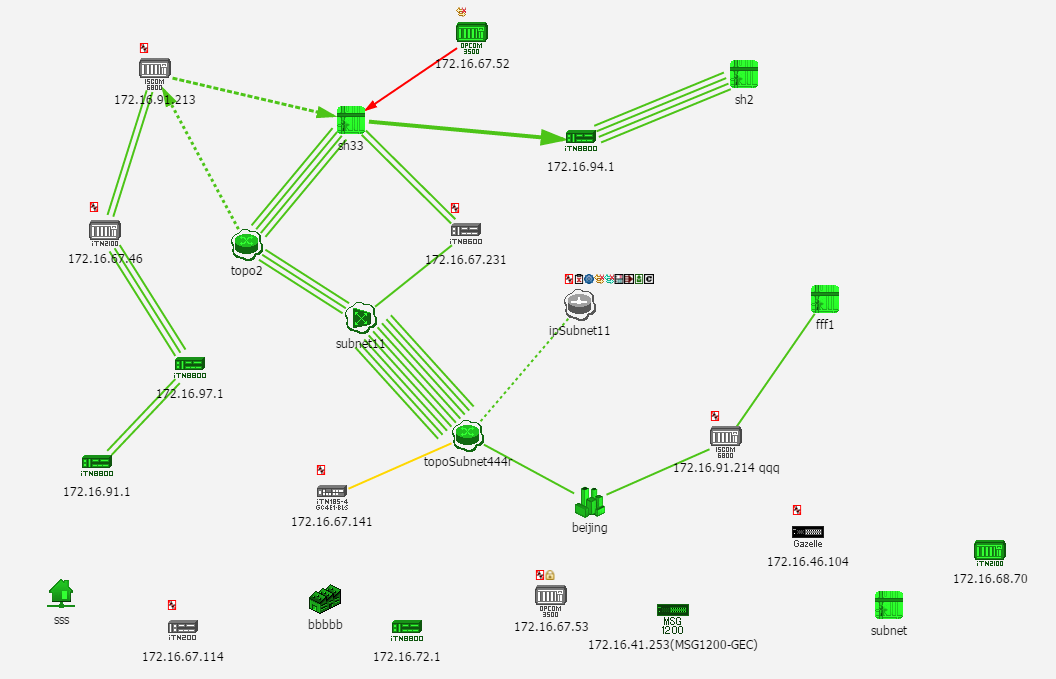 OPCOM
3500
172.16.67.52
ISCOM
6800
172.16.91.213
sh2
sh33
iTN8800
172.16.94.1
iTN2100
172.16.67.46
iTN8600
172.16.67.231
topo2
ipSubnet11
fff1
subnet11
iTN8800
172.16.97.1
ISCOM
6800
172.16.91.214 qqq
topoSubnet444r
iTN8800
172.16.91.1
iTN185-4
GC4E1-BLS
172.16.67.141
beijing
Gazelle
172.16.46.104
iTN2100
172.16.68.70
sss
iTN200
172.16.67.114
bbbbb
iTN8800
172.16.72.1
OPCOM
3500
172.16.67.53
MSG
1200
172.16.41.253(MSG1200-GEC)
subnet